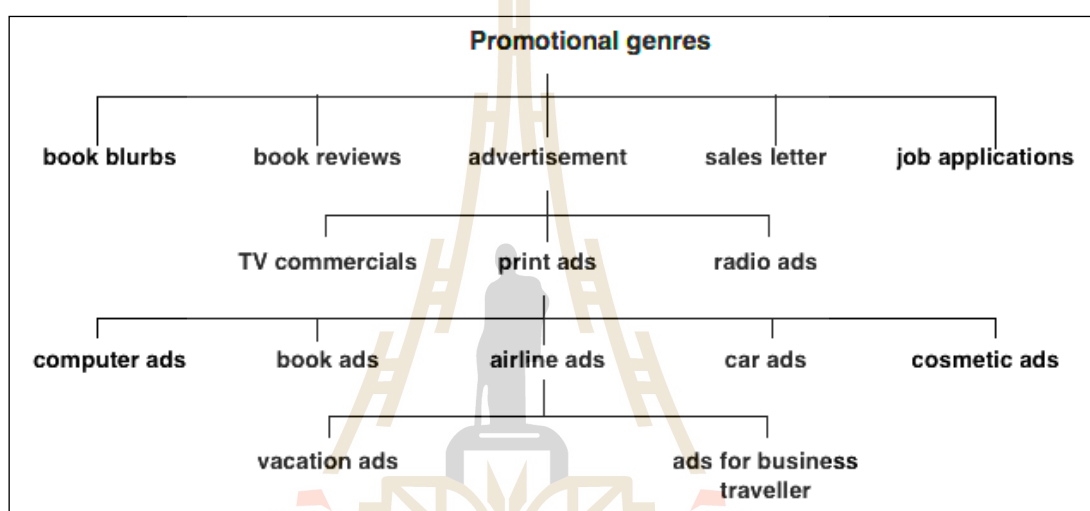 Promotional genres
book blurbs book reviews advertisement sales letter job applications
TV commercials print ads radio ads
computer ads book ads airline ads car ads cosmetic ads
vacation ads ads for business
traveller